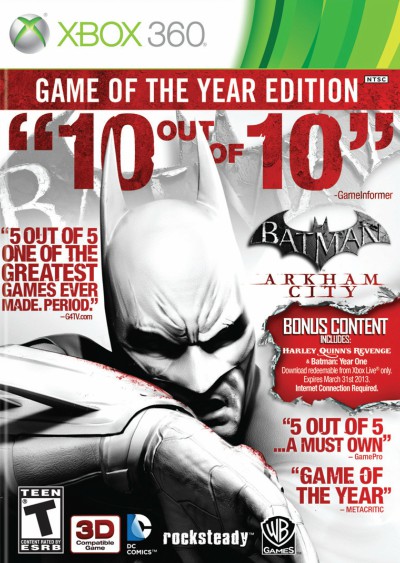 XBOX 360
NTSC
GAME OF THE YEAR EDITION
“10 OUT OF 10”
-GameInformer
“5 OUT OF 5
ONE OF THE
GREATEST
GAMES EVER
MADE. PERIOD.”
– G4TV.com
BATMAN
ARKHAM
CITY
BONUS CONTENT
INCLUDES:
HARLEY QUINN'S REVENGE
& Batman: Year One
Download redeemable from Xbox Live® only.
Expires March 31st 2013.
Internet Connection Required.
“5 OUT OF 5
...A MUST OWN”
– GamePro
“GAME OF
THE YEAR”
– METACRITIC
TEEN
T
CONTENT RATED BY
ESRB
3D
Compatible
Game
DC
COMICS™
rocksteady
WB
GAMES